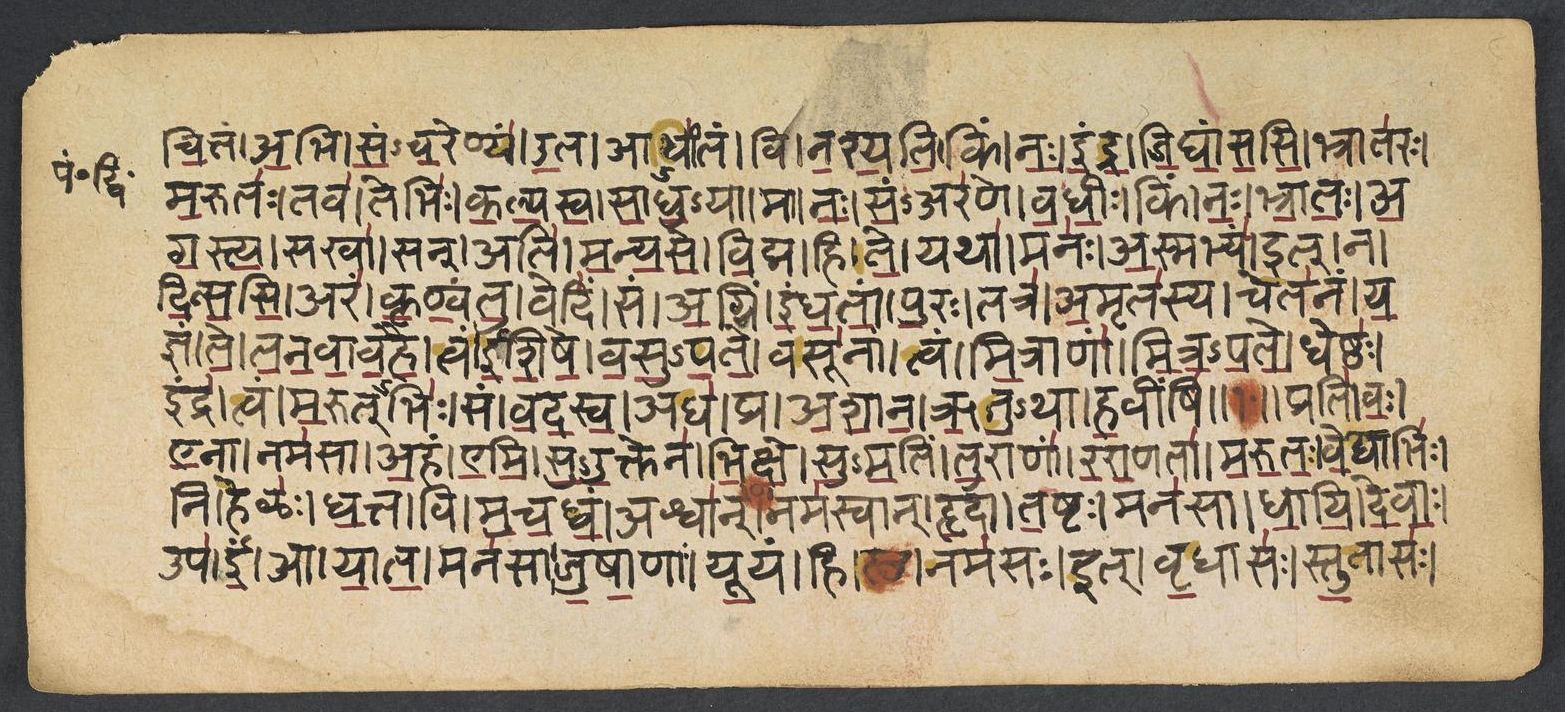 चित्तं।अभि।संऽचरेण्यं।उत।आऽधीतं।वि।नश्यति।किं।नः।इंद्र।जिघांससि।भ्रातरः।
पं॰द्वि॰
मरुतः।तव।तेभिः।कल्पस्व।साधुऽया।मा।नः।संऽअरणे।वधीः।किं।नः।भ्रातः।अ
गस्त्य।सखा।सन्।अति।मन्यसे।विद्म।हि।ते।यथा।मनः।अस्मभ्यं।इत्।न।
दित्ससि।अरं।कृण्वंतु।वेदिं।सं।अग्निं।इंधतां।पुरः।तत्र।अमृतस्य।चेतनं।य
ज्ञं।ते।तनवावहै।त्वं।ईशिषे।वसुऽपते।वसूनां।त्वं।मित्राणां।मित्रऽपते।धेष्ठः।
इंद्र।त्वं।मरुत्ऽभिः।सं।वदस्व।अध।प्र।अशान।ऋतुऽथा।हवींषि॥ ॥प्रति।वः।
एना।नमसा।अहं।एमि।सुऽउक्तेन।भिक्षे।सुऽमतिं।तुराणां।रराणता।मरुतः।वेद्याभिः।
नि।हेळः।धत्त।वि।मुचध्वं।अश्वान्।नमस्वान्।हृदा।तष्टः।मनसा।धायि।देवाः।
उप।ईं।आ।यात।मनसा।जुषाणाः।यूयं।हि।स्थ।नमसः।इत्।वृधासः।स्तुतासः।